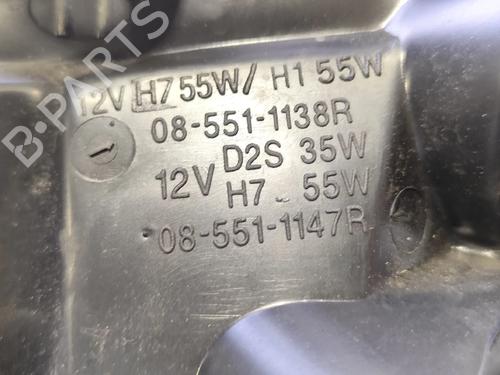 B-PARTS
12V H7 55W/ H1 55W
08-551-1138R
12V D2S 35W
H7 55W
08-551-1147R